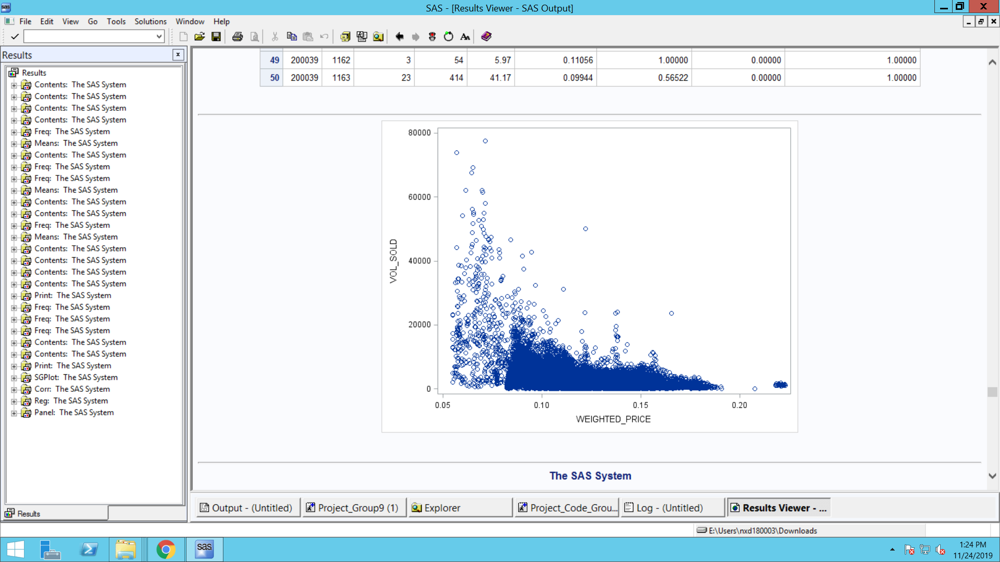 SAS - [Results Viewer - SAS Output]
File Edit View Go Tools Solutions Window Help
Results
Results
Contents: The SAS System
Contents: The SAS System
Contents: The SAS System
Contents: The SAS System
Freq: The SAS System
Means: The SAS System
Contents: The SAS System
Freq: The SAS System
Freq: The SAS System
Means: The SAS System
Contents: The SAS System
Contents: The SAS System
Freq: The SAS System
Means: The SAS System
Contents: The SAS System
Contents: The SAS System
Contents: The SAS System
Contents: The SAS System
Print: The SAS System
Freq: The SAS System
Freq: The SAS System
Freq: The SAS System
Contents: The SAS System
Contents: The SAS System
Print: The SAS System
SGPlot: The SAS System
Corr: The SAS System
Reg: The SAS System
Panel: The SAS System
Results
49 200039 1162 3 54 5.97 0.11056 1.00000 0.00000 1.00000
50 200039 1163 23 414 41.17 0.09944 0.56522 0.00000 1.00000
80000
60000
40000
20000
0
VOL_SOLD
0.05 0.10 0.15 0.20
WEIGHTED_PRICE
The SAS System
Output - (Untitled) Project_Group9 (1) Explorer Project_Code_Grou... Log - (Untitled) Results Viewer - ...
E:\Users\nxd180003\Downloads
sas
1:24 PM
11/24/2019